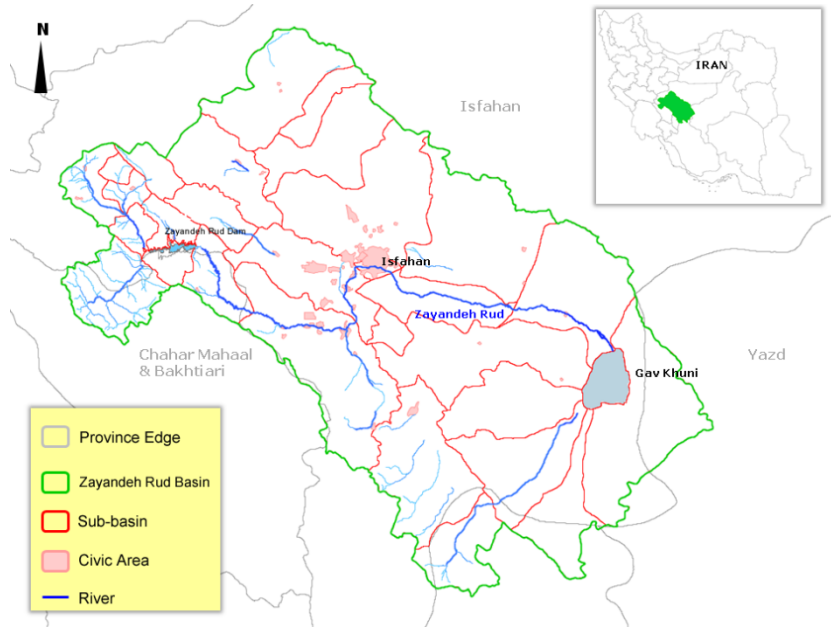 N
IRAN
Isfahan
Zayandeh Rud Dam
Isfahan
Zayandeh Rud
Chahar Mahaal
& Bakhtiari
Yazd
Gav Khuni
Province Edge
Zayandeh Rud Basin
Sub-basin
Civic Area
River